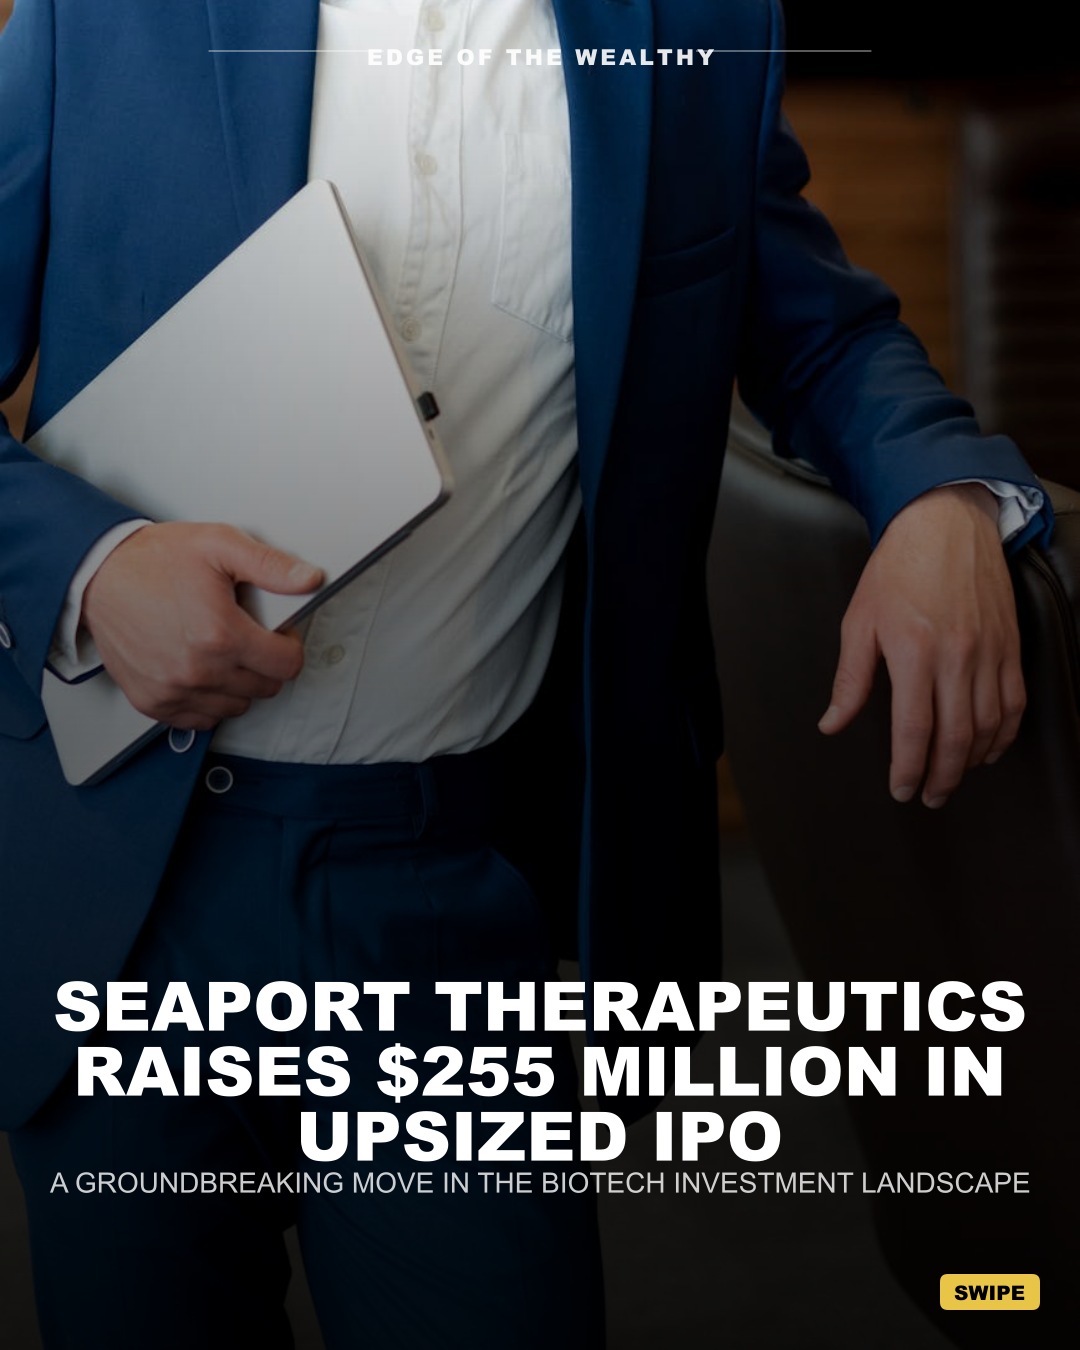 EDGE OF THE WEALTHY
SEAPORT THERAPEUTICS
RAISES $255 MILLION IN
UPSIZED IPO
A GROUNDBREAKING MOVE IN THE BIOTECH INVESTMENT LANDSCAPE
SWIPE